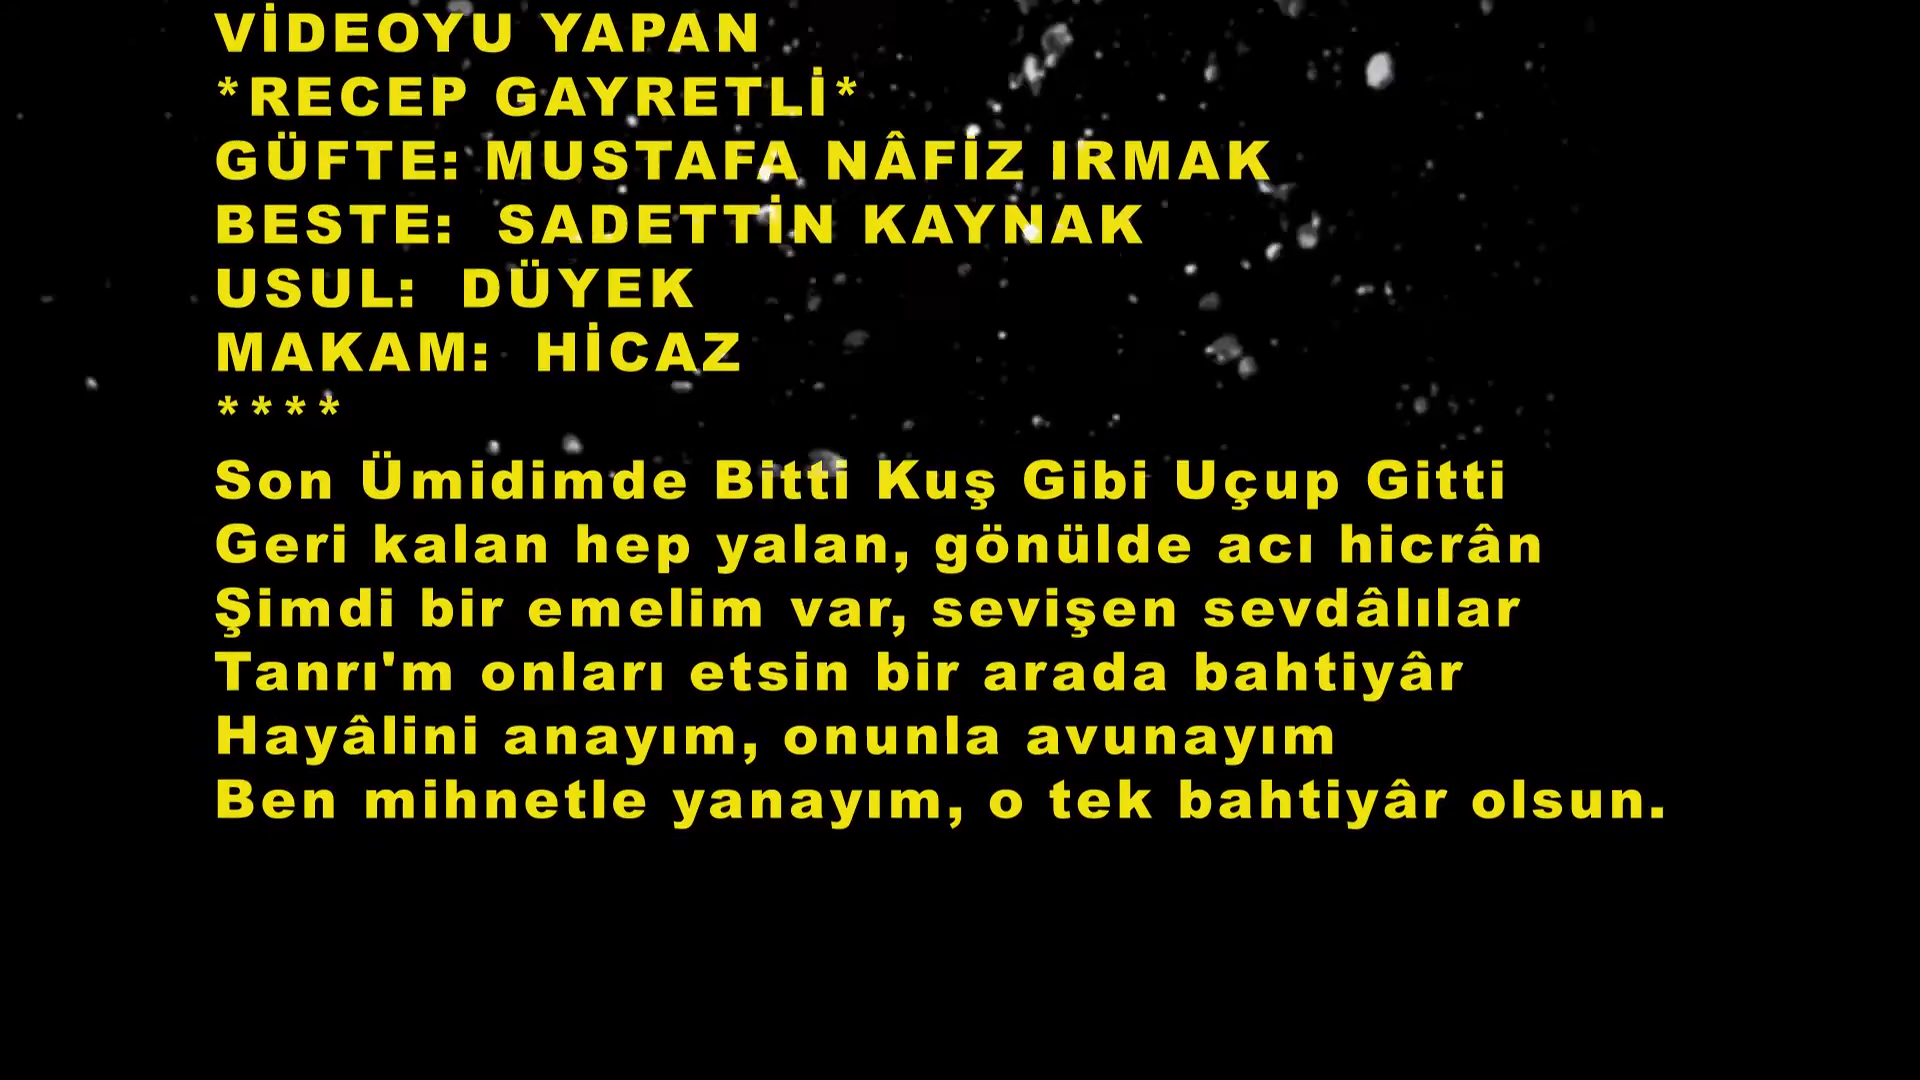 VİDEOYU YAPAN
*RECEP GAYRETLİ*
GÜFTE: MUSTAFA NÂFİZ IRMAK
BESTE:  SADETTİN KAYNAK
USUL:  DÜYEK
MAKAM:  HİCAZ
****
Son Ümidimde Bitti Kuş Gibi Uçup Gitti
Geri kalan hep yalan, gönülde acı hicrân
Şimdi bir emelim var, sevişen sevdâlılar
Tanrı'm onları etsin bir arada bahtiyâr
Hayâlini anayım, onunla avunayım
Ben mihnetle yanayım, o tek bahtiyâr olsun.